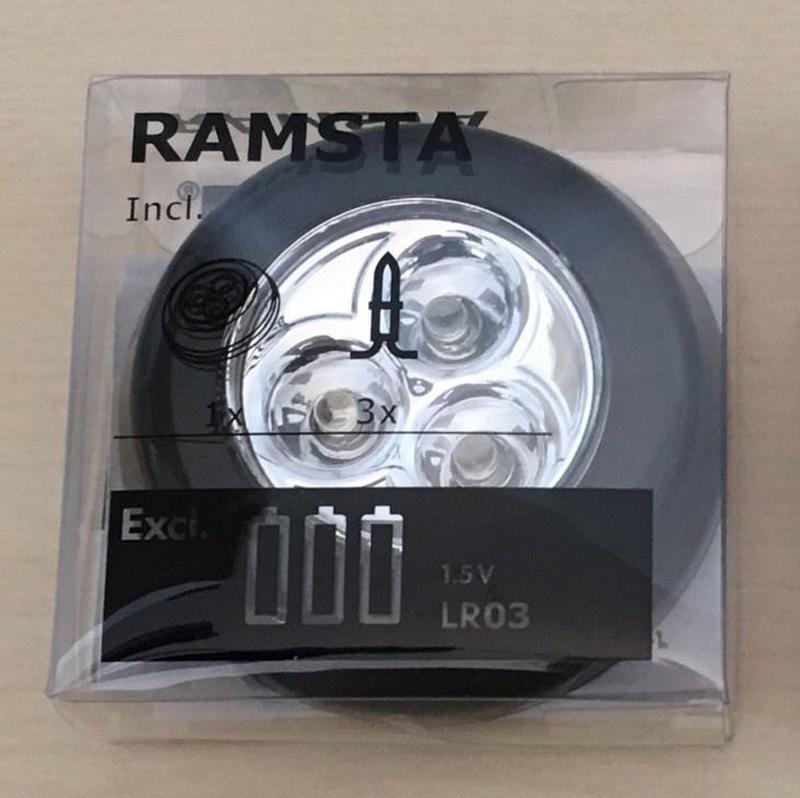 RAMSTA
Incl.
1x 3x
Excl.
1.5V
LR03